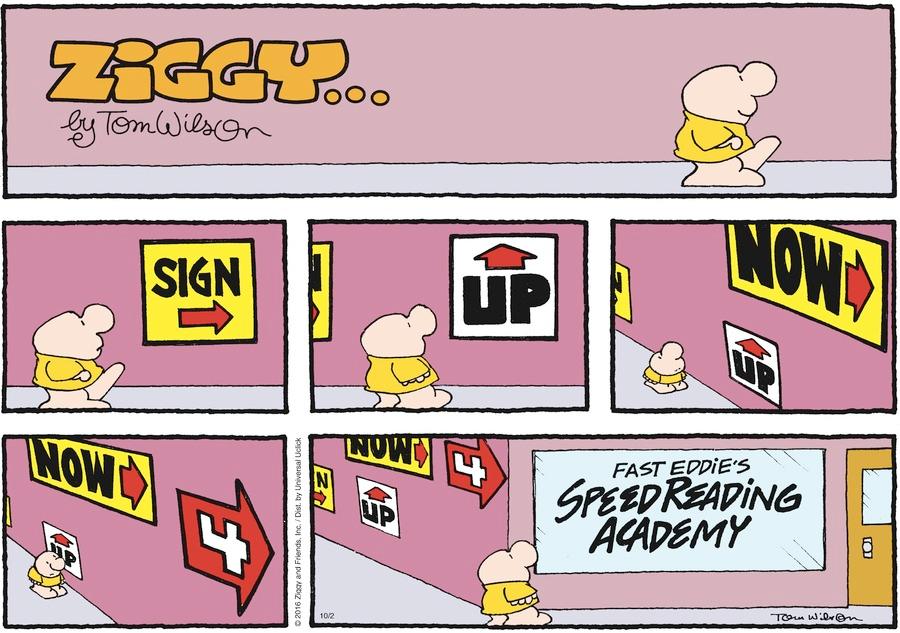 ZiGGY...
by Tom Wilson
SIGN
N
UP
N
NOW
UP
NOW
4
UP
© 2016 Ziggy and Friends, Inc. / Dist. by Universal Uclick
NOW
4
N
UP
FAST EDDiE'S
SPEED READiNG
ACADEMY
10/2
Tom Wilson